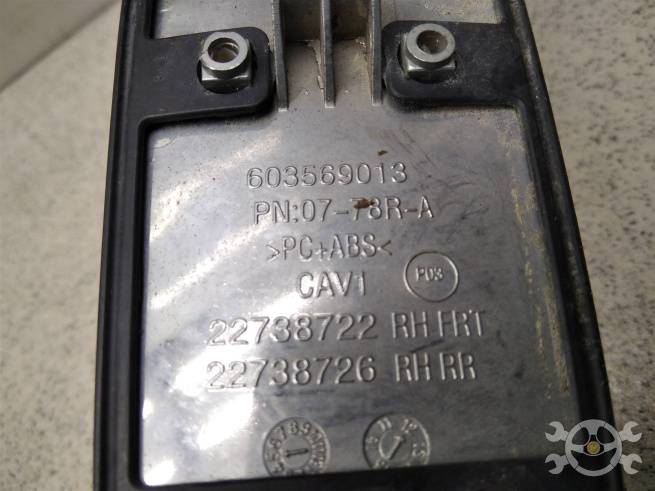 603569013
PN:07-78R-A
>PC+ABS<
CAV1 P03
22738722 RH FRT
22738726 RH RR